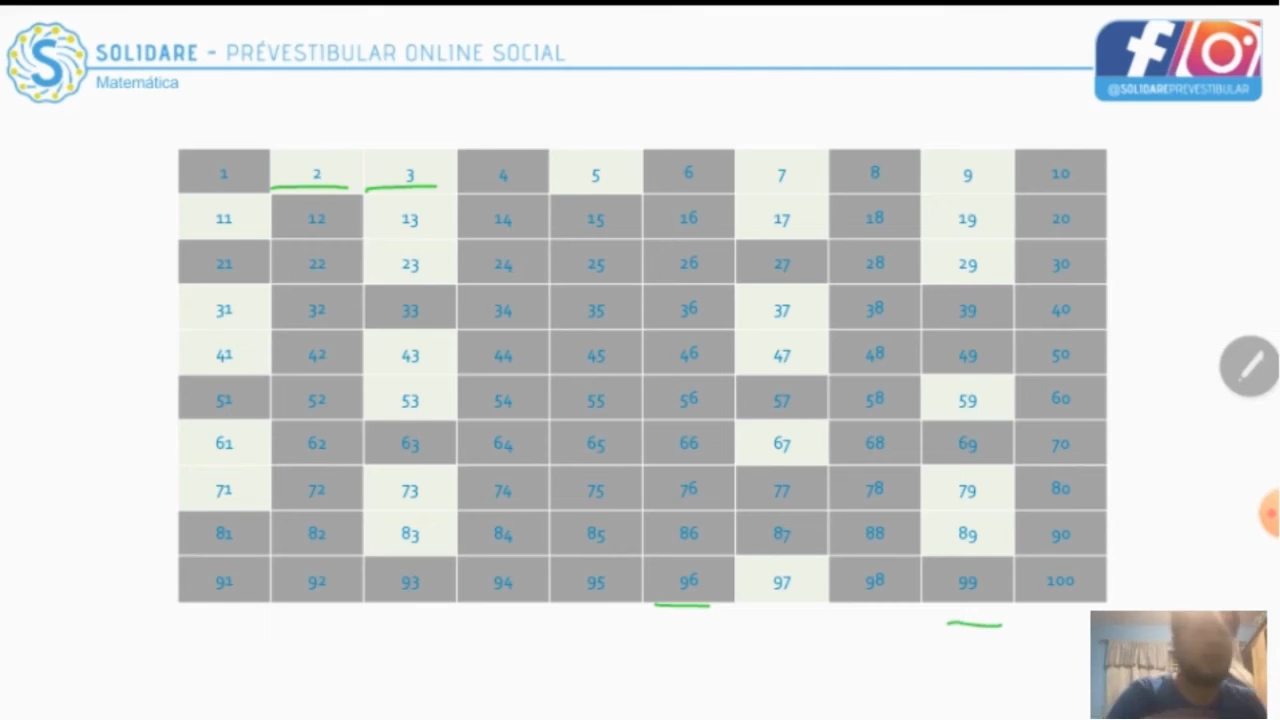 SOLIDARE - PRÉVESTIBULAR ONLINE SOCIAL
Matemática
@SOLIDAREPREVESTIBULAR
1 2 3 4 5 6 7 8 9 10
11 12 13 14 15 16 17 18 19 20
21 22 23 24 25 26 27 28 29 30
31 32 33 34 35 36 37 38 39 40
41 42 43 44 45 46 47 48 49 50
51 52 53 54 55 56 57 58 59 60
61 62 63 64 65 66 67 68 69 70
71 72 73 74 75 76 77 78 79 80
81 82 83 84 85 86 87 88 89 90
91 92 93 94 95 96 97 98 99 100